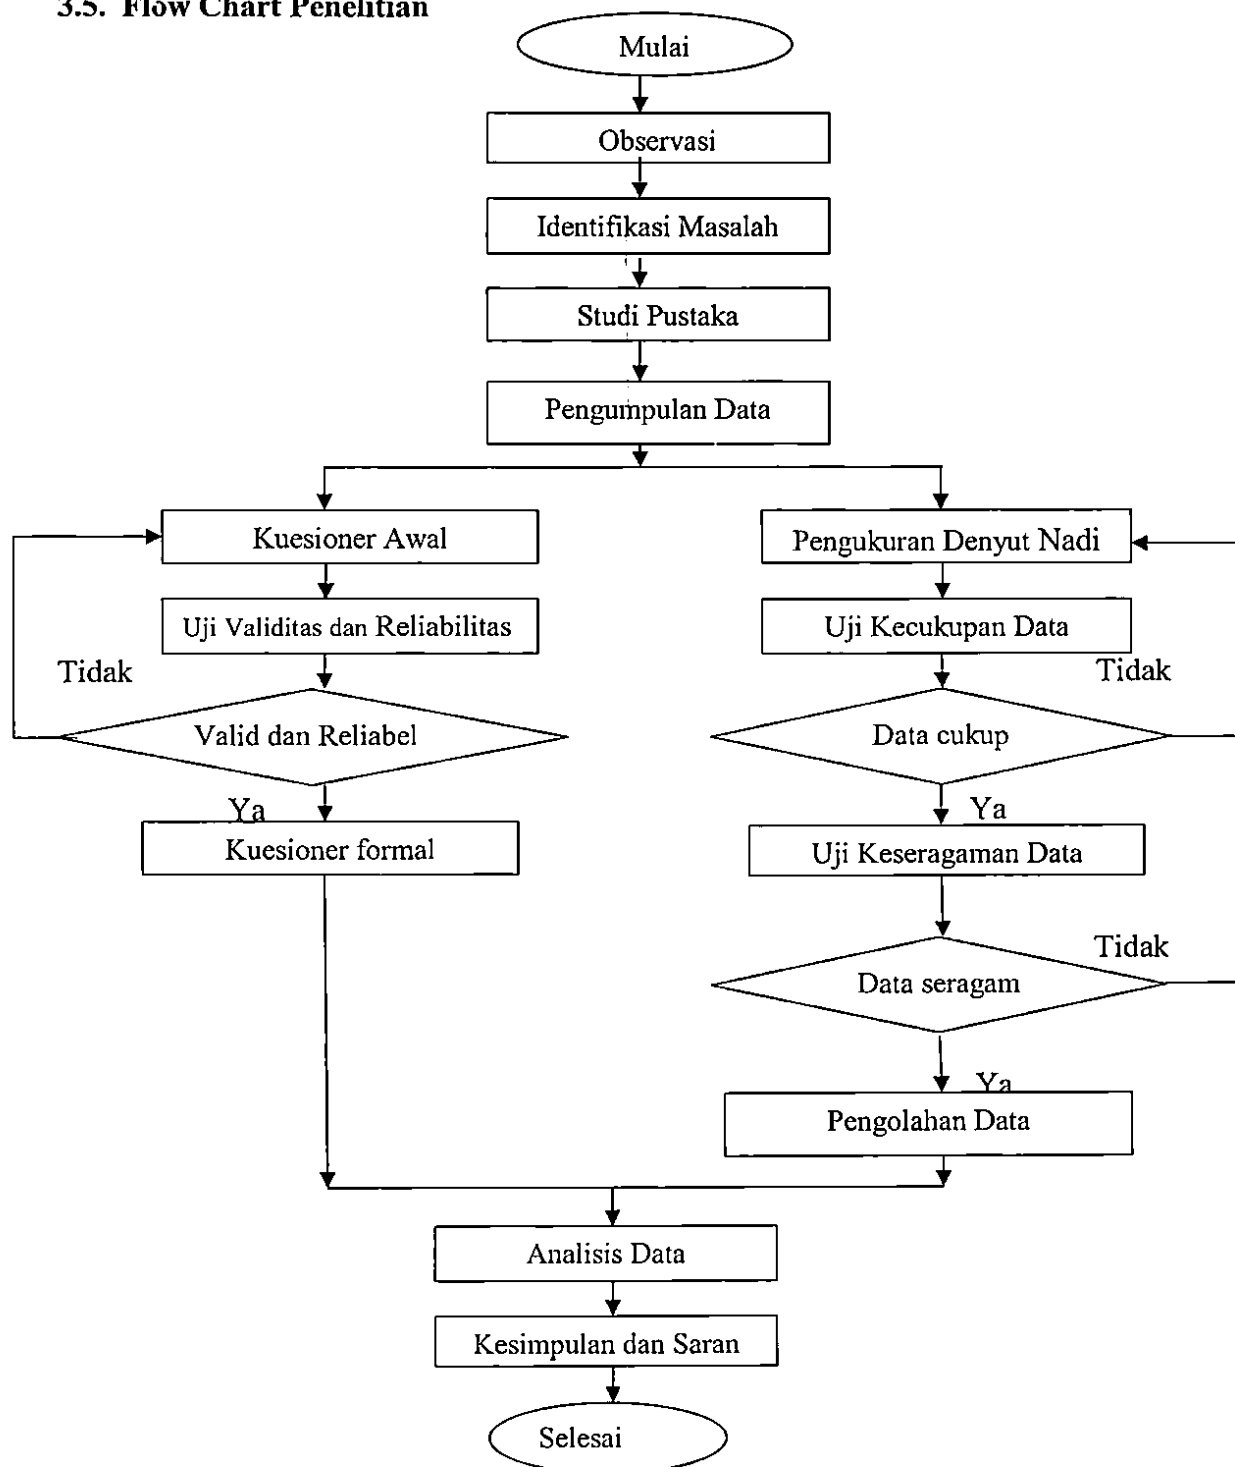 3.5. Flow Chart Penelitian
Mulai
Observasi
Identifikasi Masalah
Studi Pustaka
Pengumpulan Data
Kuesioner Awal
Pengukuran Denyut Nadi
Uji Validitas dan Reliabilitas
Uji Kecukupan Data
Tidak
Tidak
Valid dan Reliabel
Data cukup
Ya
Ya
Kuesioner formal
Uji Keseragaman Data
Tidak
Data seragam
Ya
Pengolahan Data
Analisis Data
Kesimpulan dan Saran
Selesai